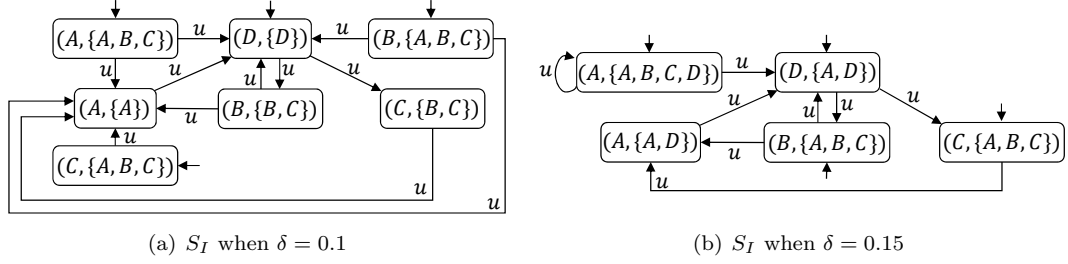 (A,{A,B,C}) u (D,{D}) u (B,{A,B,C})
u u u u u
(A,{A}) u (B,{B,C}) (C,{B,C})
u
(C,{A,B,C})
u u
(a) S_I when δ = 0.1
u (A,{A,B,C,D}) u (D,{A,D})
u u u u
(A,{A,D}) u (B,{A,B,C}) (C,{A,B,C})
u
(b) S_I when δ = 0.15